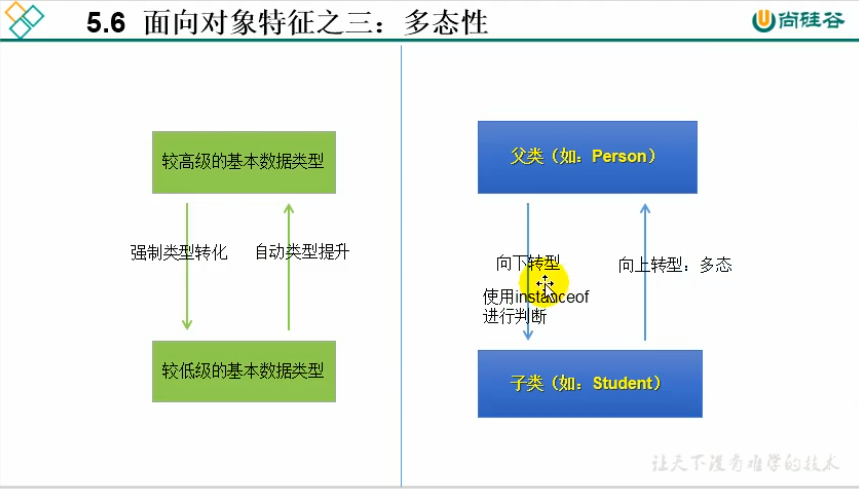 5.6 面向对象特征之三：多态性
尚硅谷
较高级的基本数据类型
强制类型转化
自动类型提升
较低级的基本数据类型
父类（如：Person）
向下转型
使用instanceof
进行判断
向上转型：多态
子类（如：Student）
让天下没有难学的技术